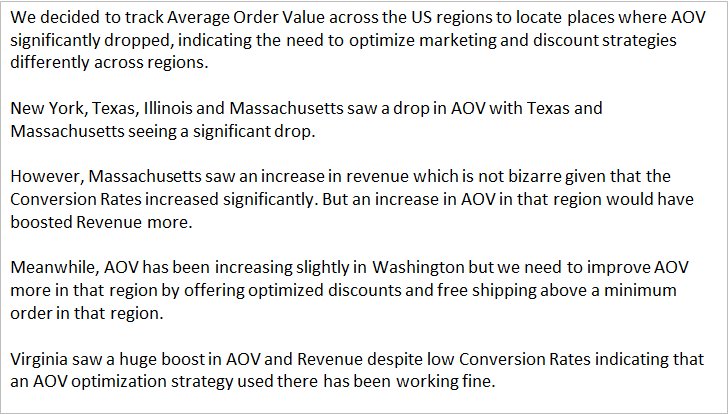 We decided to track Average Order Value across the US regions to locate places where AOV
significantly dropped, indicating the need to optimize marketing and discount strategies
differently across regions.
New York, Texas, Illinois and Massachusetts saw a drop in AOV with Texas and
Massachusetts seeing a significant drop.
However, Massachusetts saw an increase in revenue which is not bizarre given that the
Conversion Rates increased significantly. But an increase in AOV in that region would have
boosted Revenue more.
Meanwhile, AOV has been increasing slightly in Washington but we need to improve AOV
more in that region by offering optimized discounts and free shipping above a minimum
order in that region.
Virginia saw a huge boost in AOV and Revenue despite low Conversion Rates indicating that
an AOV optimization strategy used there has been working fine.